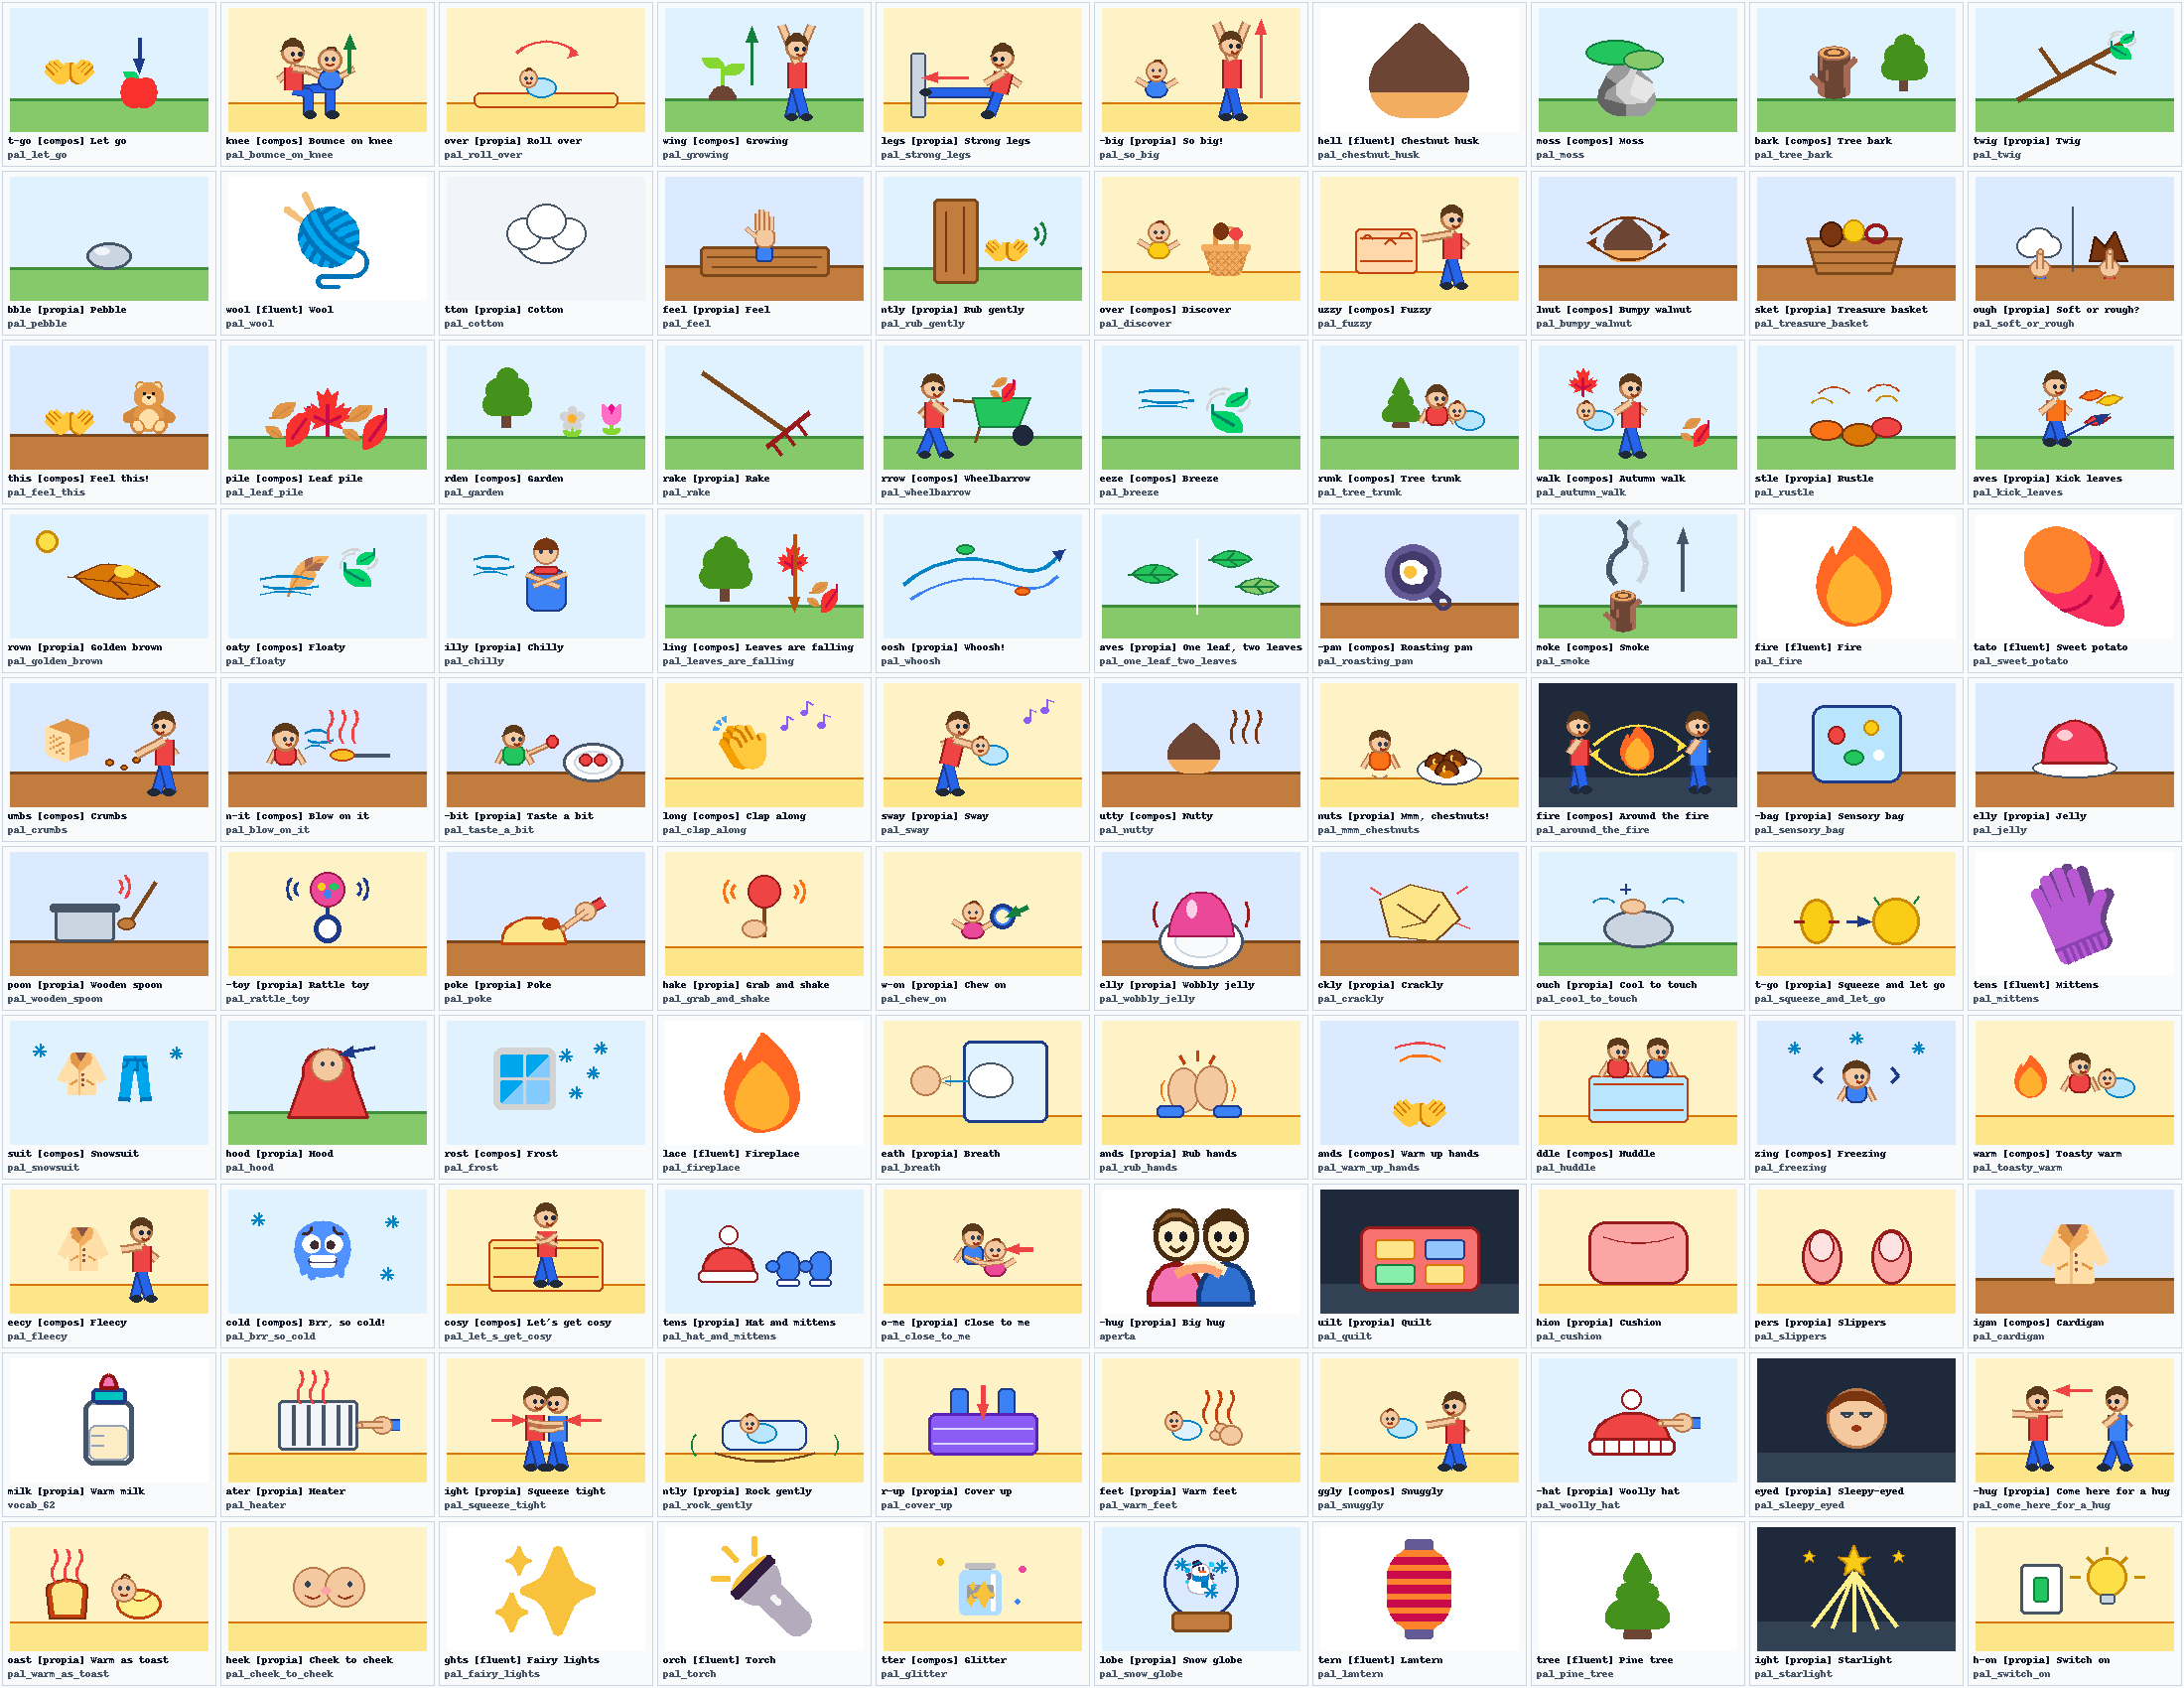 t-go [compos] Let go
pal_let_go
knee [compos] Bounce on knee
pal_bounce_on_knee
over [propia] Roll over
pal_roll_over
wing [compos] Growing
pal_growing
legs [propia] Strong legs
pal_strong_legs
-big [propia] So big!
pal_so_big
hell [fluent] Chestnut husk
pal_chestnut_husk
moss [compos] Moss
pal_moss
bark [compos] Tree bark
pal_tree_bark
twig [propia] Twig
pal_twig
bble [propia] Pebble
pal_pebble
wool [fluent] Wool
pal_wool
tton [propia] Cotton
pal_cotton
feel [propia] Feel
pal_feel
ntly [propia] Rub gently
pal_rub_gently
over [compos] Discover
pal_discover
uzzy [compos] Fuzzy
pal_fuzzy
lnut [compos] Bumpy walnut
pal_bumpy_walnut
sket [propia] Treasure basket
pal_treasure_basket
ough [propia] Soft or rough?
pal_soft_or_rough
this [compos] Feel this!
pal_feel_this
pile [compos] Leaf pile
pal_leaf_pile
rden [compos] Garden
pal_garden
rake [propia] Rake
pal_rake
rrow [compos] Wheelbarrow
pal_wheelbarrow
eeze [compos] Breeze
pal_breeze
runk [compos] Tree trunk
pal_tree_trunk
walk [compos] Autumn walk
pal_autumn_walk
stle [propia] Rustle
pal_rustle
aves [propia] Kick leaves
pal_kick_leaves
rown [propia] Golden brown
pal_golden_brown
oaty [compos] Floaty
pal_floaty
illy [propia] Chilly
pal_chilly
ling [compos] Leaves are falling
pal_leaves_are_falling
oosh [propia] Whoosh!
pal_whoosh
aves [propia] One leaf, two leaves
pal_one_leaf_two_leaves
-pan [compos] Roasting pan
pal_roasting_pan
moke [compos] Smoke
pal_smoke
fire [fluent] Fire
pal_fire
tato [fluent] Sweet potato
pal_sweet_potato
umbs [compos] Crumbs
pal_crumbs
n-it [compos] Blow on it
pal_blow_on_it
-bit [propia] Taste a bit
pal_taste_a_bit
long [compos] Clap along
pal_clap_along
sway [propia] Sway
pal_sway
utty [compos] Nutty
pal_nutty
nuts [propia] Mmm, chestnuts!
pal_mmm_chestnuts
fire [compos] Around the fire
pal_around_the_fire
-bag [propia] Sensory bag
pal_sensory_bag
elly [propia] Jelly
pal_jelly
poon [propia] Wooden spoon
pal_wooden_spoon
-toy [propia] Rattle toy
pal_rattle_toy
poke [propia] Poke
pal_poke
hake [propia] Grab and shake
pal_grab_and_shake
w-on [propia] Chew on
pal_chew_on
elly [propia] Wobbly jelly
pal_wobbly_jelly
ckly [propia] Crackly
pal_crackly
ouch [propia] Cool to touch
pal_cool_to_touch
t-go [propia] Squeeze and let go
pal_squeeze_and_let_go
tens [fluent] Mittens
pal_mittens
suit [compos] Snowsuit
pal_snowsuit
hood [propia] Hood
pal_hood
rost [compos] Frost
pal_frost
lace [fluent] Fireplace
pal_fireplace
eath [propia] Breath
pal_breath
ands [propia] Rub hands
pal_rub_hands
ands [compos] Warm up hands
pal_warm_up_hands
ddle [compos] Huddle
pal_huddle
zing [compos] Freezing
pal_freezing
warm [compos] Toasty warm
pal_toasty_warm
eecy [compos] Fleecy
pal_fleecy
cold [compos] Brr, so cold!
pal_brr_so_cold
cosy [compos] Let's get cosy
pal_let_s_get_cosy
tens [propia] Hat and mittens
pal_hat_and_mittens
o-me [propia] Close to me
pal_close_to_me
-hug [propia] Big hug
aperta
uilt [propia] Quilt
pal_quilt
hion [propia] Cushion
pal_cushion
pers [propia] Slippers
pal_slippers
igan [compos] Cardigan
pal_cardigan
milk [propia] Warm milk
vocab_62
ater [propia] Heater
pal_heater
ight [propia] Squeeze tight
pal_squeeze_tight
ntly [propia] Rock gently
pal_rock_gently
r-up [propia] Cover up
pal_cover_up
feet [propia] Warm feet
pal_warm_feet
ggly [compos] Snuggly
pal_snuggly
-hat [propia] Woolly hat
pal_woolly_hat
eyed [propia] Sleepy-eyed
pal_sleepy_eyed
-hug [propia] Come here for a hug
pal_come_here_for_a_hug
oast [propia] Warm as toast
pal_warm_as_toast
heek [propia] Cheek to cheek
pal_cheek_to_cheek
ghts [fluent] Fairy lights
pal_fairy_lights
orch [fluent] Torch
pal_torch
tter [compos] Glitter
pal_glitter
lobe [propia] Snow globe
pal_snow_globe
tern [fluent] Lantern
pal_lantern
tree [fluent] Pine tree
pal_pine_tree
ight [propia] Starlight
pal_starlight
h-on [propia] Switch on
pal_switch_on